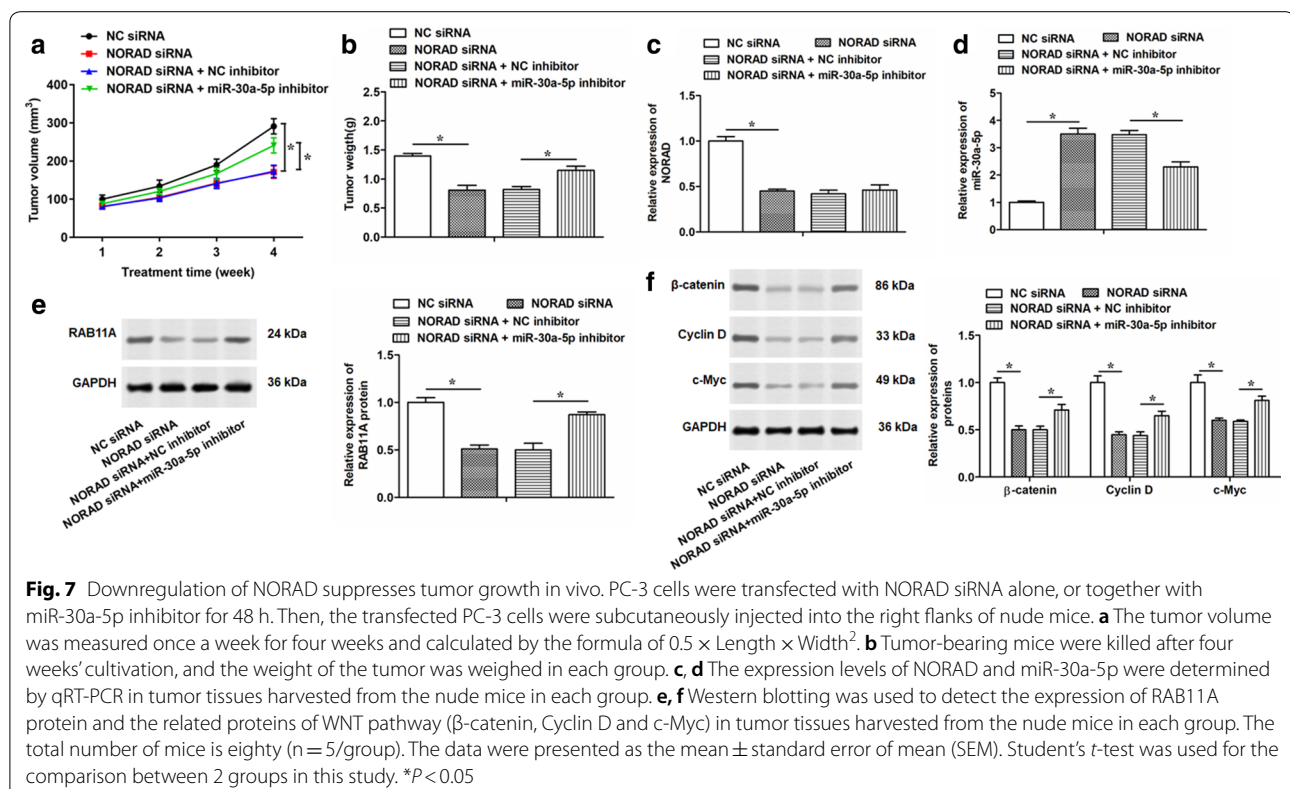 a
NC siRNA
NORAD siRNA
NORAD siRNA + NC inhibitor
NORAD siRNA + miR-30a-5p inhibitor
Tumor volume (mm³)
400
300
200
100
0
1 2 3 4
Treatment time (week)
*
*
b
NC siRNA
NORAD siRNA
NORAD siRNA + NC inhibitor
NORAD siRNA + miR-30a-5p inhibitor
Tumor weigth(g)
2.0
1.5
1.0
0.5
0.0
*
*
c
NC siRNA NORAD siRNA
NORAD siRNA + NC inhibitor
NORAD siRNA + miR-30a-5p inhibitor
Relative expression of
NORAD
1.5
1.0
0.5
0.0
*
d
NC siRNA
NORAD siRNA
NORAD siRNA + NC inhibitor
NORAD siRNA + miR-30a-5p inhibitor
Relative expression of
miR-30a-5p
5
4
3
2
1
0
*
*
e
RAB11A 24 kDa
GAPDH 36 kDa
NC siRNA
NORAD siRNA
NORAD siRNA+NC inhibitor
NORAD siRNA+miR-30a-5p inhibitor
NC siRNA NORAD siRNA
NORAD siRNA + NC inhibitor
NORAD siRNA + miR-30a-5p inhibitor
Relative expression of
RAB11A protein
1.5
1.0
0.5
0.0
*
*
f
β-catenin 86 kDa
Cyclin D 33 kDa
c-Myc 49 kDa
GAPDH 36 kDa
NC siRNA
NORAD siRNA
NORAD siRNA+NC inhibitor
NORAD siRNA+miR-30a-5p inhibitor
NC siRNA NORAD siRNA
NORAD siRNA + NC inhibitor
NORAD siRNA + miR-30a-5p inhibitor
Relative expression of
proteins
1.5
1.0
0.5
0.0
* * * * * *
β-catenin Cyclin D c-Myc
Fig. 7 Downregulation of NORAD suppresses tumor growth in vivo. PC-3 cells were transfected with NORAD siRNA alone, or together with
miR-30a-5p inhibitor for 48 h. Then, the transfected PC-3 cells were subcutaneously injected into the right flanks of nude mice. a The tumor volume
was measured once a week for four weeks and calculated by the formula of 0.5 × Length × Width². b Tumor-bearing mice were killed after four
weeks' cultivation, and the weight of the tumor was weighed in each group. c, d The expression levels of NORAD and miR-30a-5p were determined
by qRT-PCR in tumor tissues harvested from the nude mice in each group. e, f Western blotting was used to detect the expression of RAB11A
protein and the related proteins of WNT pathway (β-catenin, Cyclin D and c-Myc) in tumor tissues harvested from the nude mice in each group. The
total number of mice is eighty (n = 5/group). The data were presented as the mean ± standard error of mean (SEM). Student's t-test was used for the
comparison between 2 groups in this study. *P < 0.05